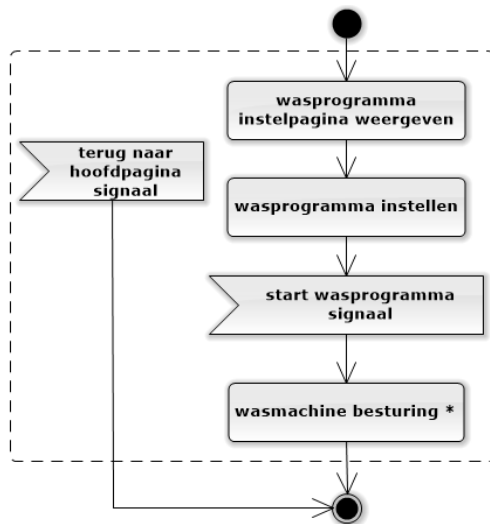 wasprogramma
instelpagina weergeven
terug naar
hoofdpagina
signaal
wasprogramma instellen
start wasprogramma
signaal
wasmachine besturing *